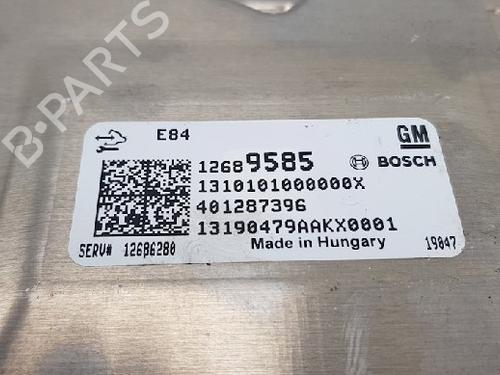 B-PARTS
E84
GM
12689585
BOSCH
1310101000000X
401287396
13190479AAKX0001
Made in Hungary
SERV# 12686280
19047